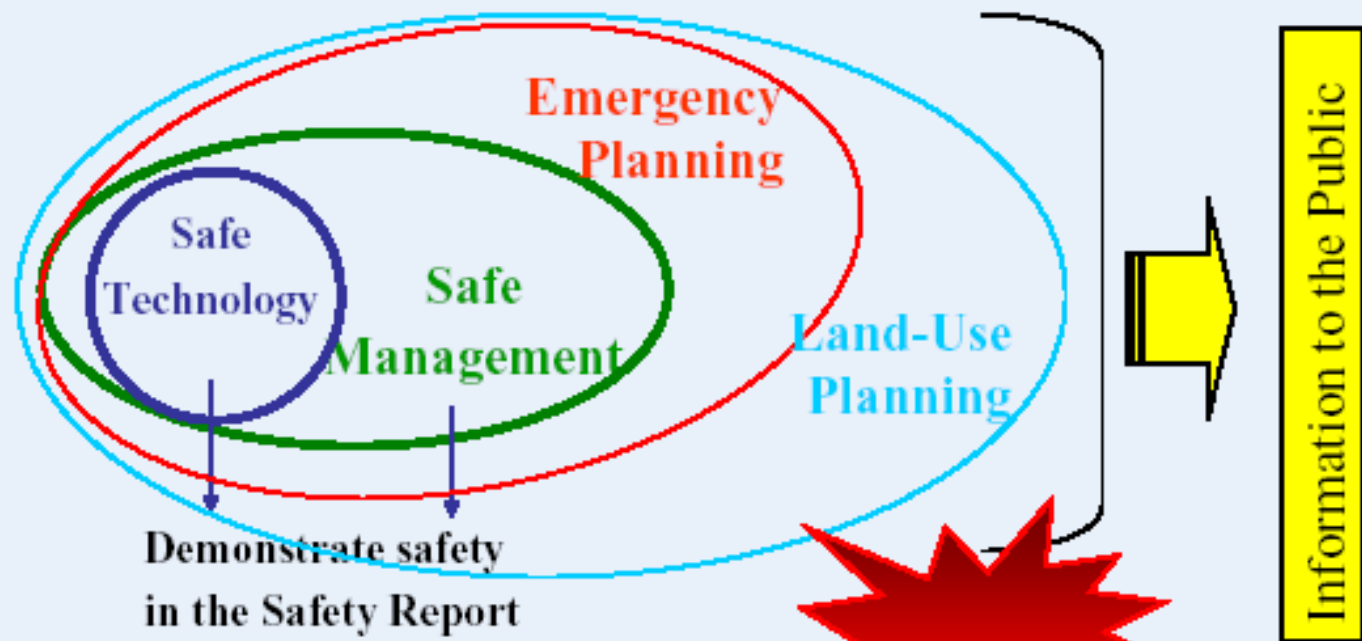 Emergency
Planning
Safe
Technology
Safe
Management
Land-Use
Planning
Demonstrate safety
in the Safety Report
Information to the Public